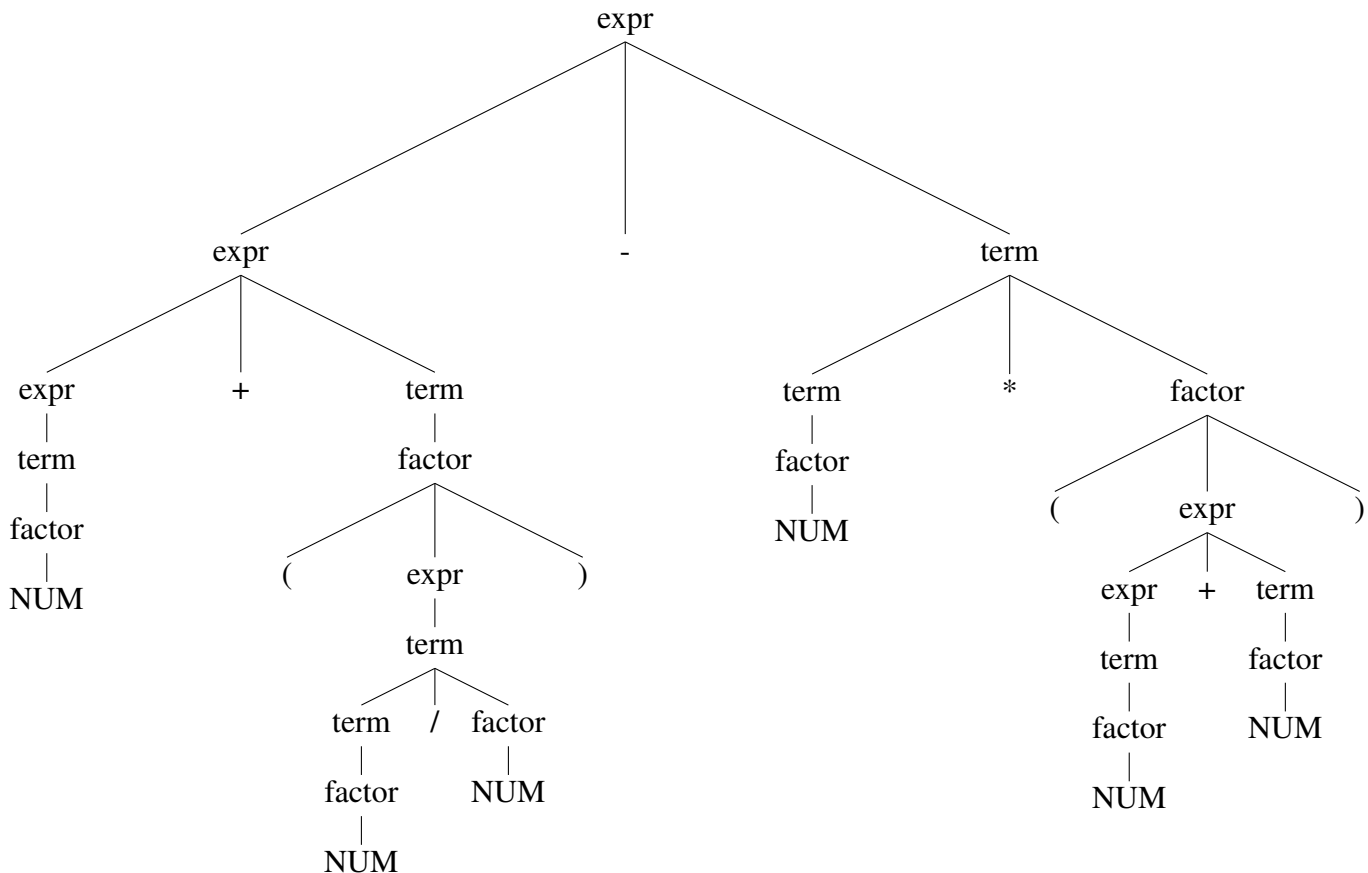 expr
expr - term
expr + term term * factor
term factor factor ( expr )
factor ( expr ) NUM expr + term
NUM term term factor
term / factor factor NUM
factor NUM NUM
NUM